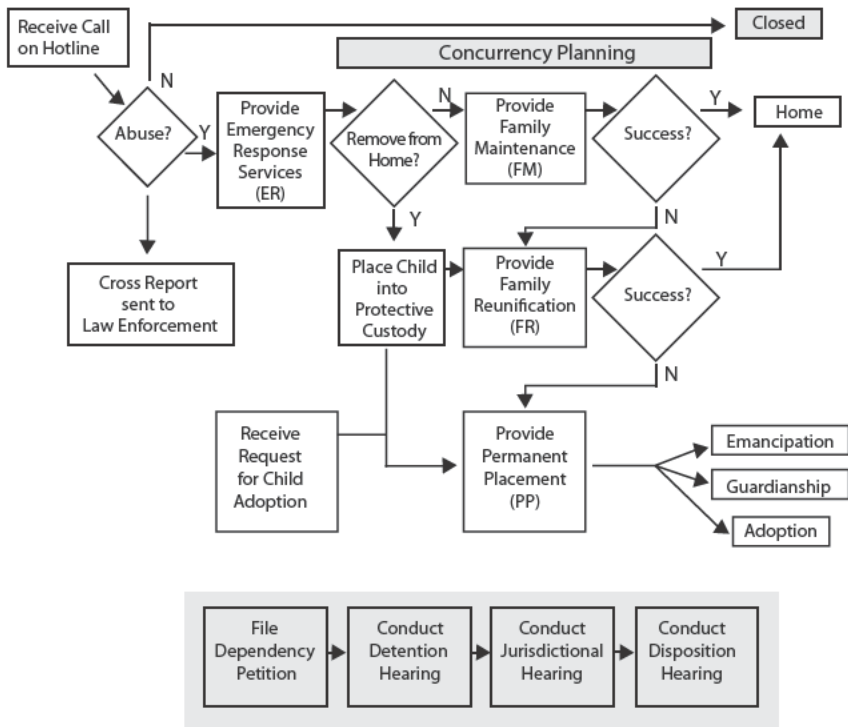 Receive Call
on Hotline
N
Closed
Concurrency Planning
Abuse?
Y
Provide
Emergency
Response
Services
(ER)
Remove from
Home?
N
Provide
Family
Maintenance
(FM)
Success?
Y
Home
Y
N
Cross Report
sent to
Law Enforcement
Place Child
into
Protective
Custody
Provide
Family
Reunification
(FR)
Success?
Y
N
Receive
Request
for Child
Adoption
Provide
Permanent
Placement
(PP)
Emancipation
Guardianship
Adoption
File
Dependency
Petition
Conduct
Detention
Hearing
Conduct
Jurisdictional
Hearing
Conduct
Disposition
Hearing